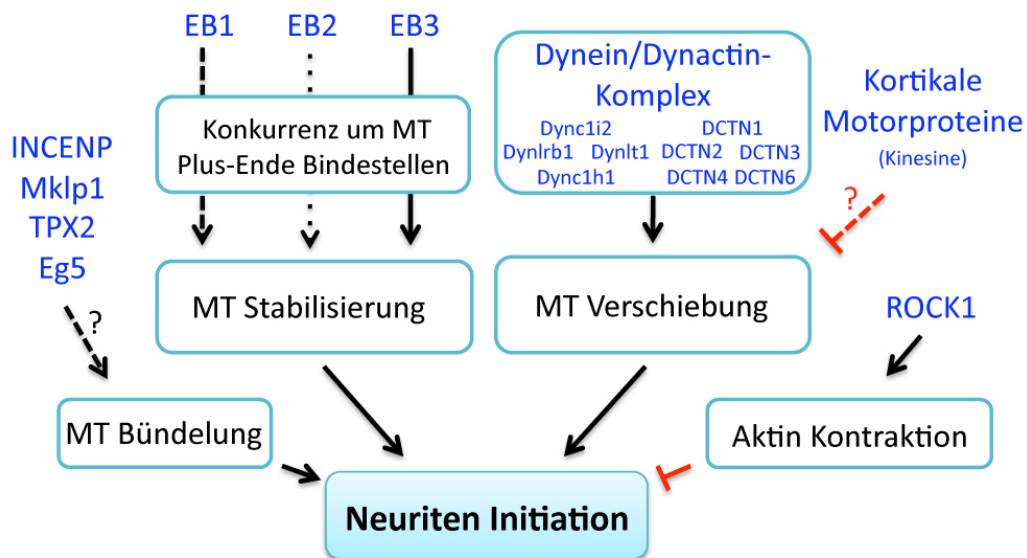 EB1 EB2 EB3
Konkurrenz um MT
Plus-Ende Bindestellen
Dynein/Dynactin-
Komplex
Dync1i2 DCTN1
Dynlrb1 Dynlt1 DCTN2 DCTN3
Dync1h1 DCTN4 DCTN6
Kortikale
Motorproteine
(Kinesine)
?
INCENP
Mklp1
TPX2
Eg5
?
MT Stabilisierung
MT Verschiebung
ROCK1
MT Bündelung
Aktin Kontraktion
Neuriten Initiation